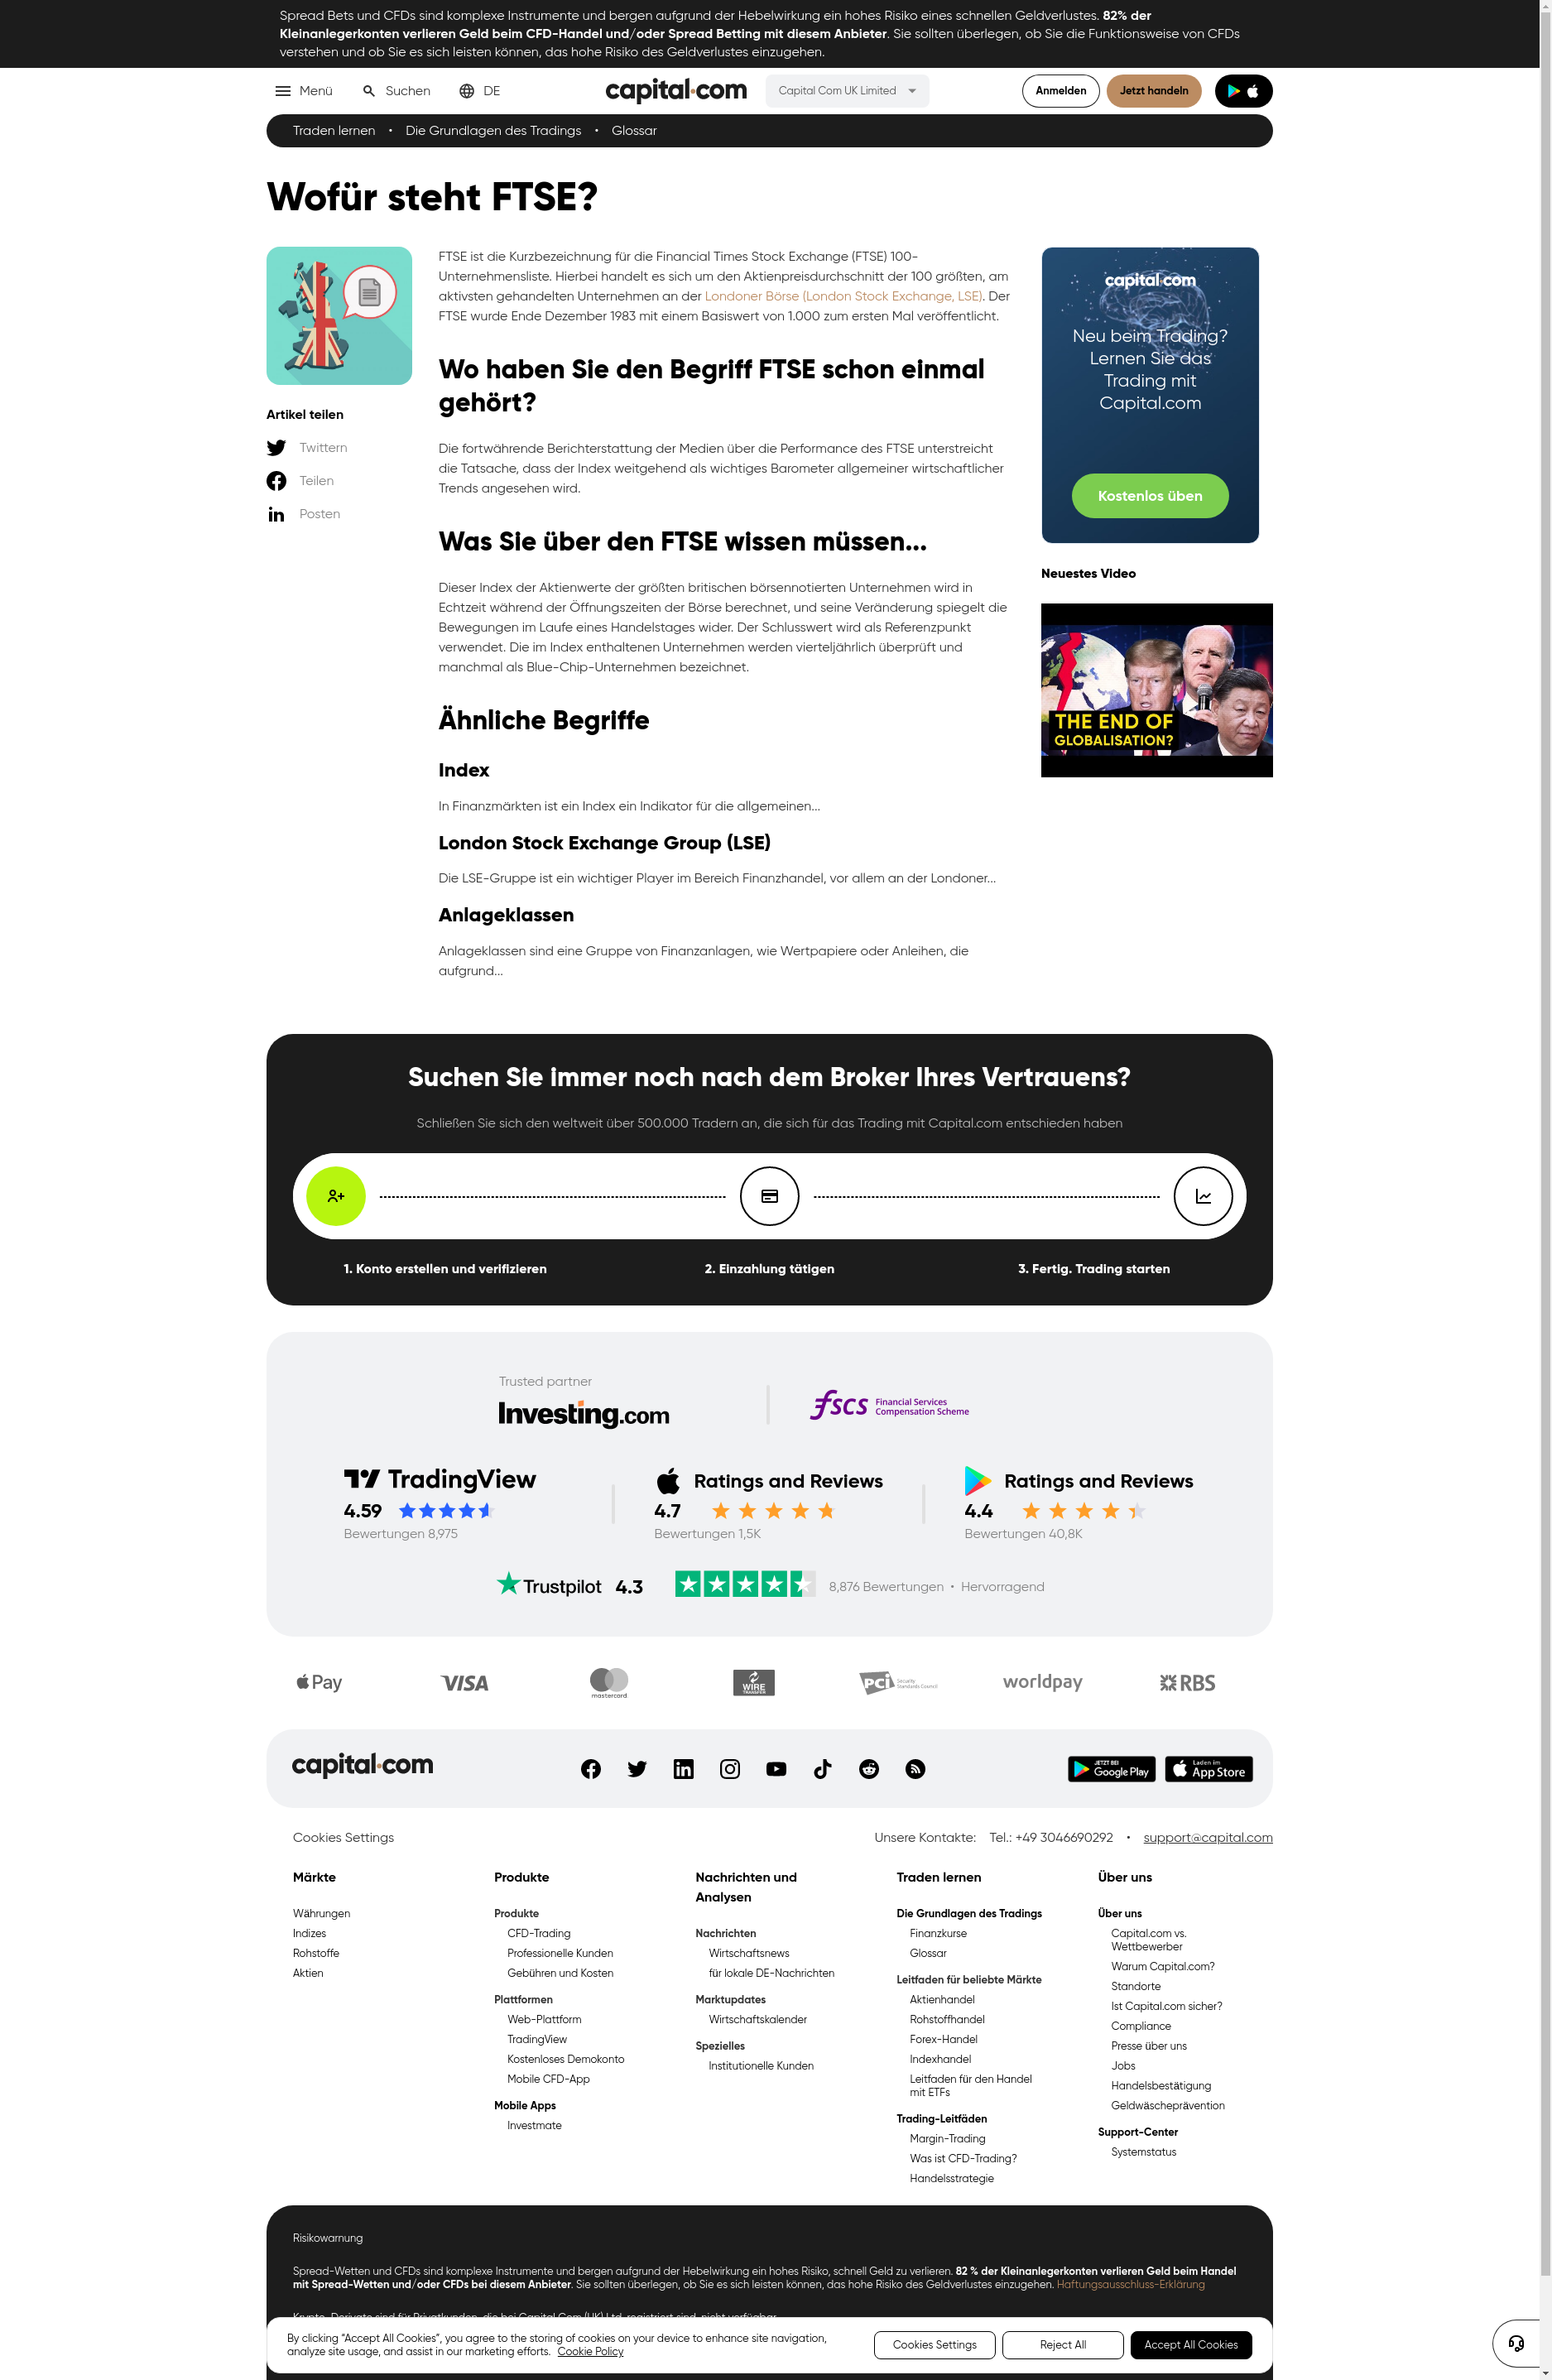 Spread Bets und CFDs sind komplexe Instrumente und bergen aufgrund der Hebelwirkung ein hohes Risiko eines schnellen Geldverlustes. 82% der
Kleinanlegerkonten verlieren Geld beim CFD-Handel und/oder Spread Betting mit diesem Anbieter. Sie sollten überlegen, ob Sie die Funktionsweise von CFDs
verstehen und ob Sie es sich leisten können, das hohe Risiko des Geldverlustes einzugehen.
Menü
Suchen
DE
capital.com
Capital Com UK Limited
Anmelden
Jetzt handeln
Traden lernen • Die Grundlagen des Tradings • Glossar
Wofür steht FTSE?
Artikel teilen
Twittern
Teilen
Posten
FTSE ist die Kurzbezeichnung für die Financial Times Stock Exchange (FTSE) 100-
Unternehmensliste. Hierbei handelt es sich um den Aktienpreisdurchschnitt der 100 größten, am
aktivsten gehandelten Unternehmen an der Londoner Börse (London Stock Exchange, LSE). Der
FTSE wurde Ende Dezember 1983 mit einem Basiswert von 1.000 zum ersten Mal veröffentlicht.
Wo haben Sie den Begriff FTSE schon einmal
gehört?
Die fortwährende Berichterstattung der Medien über die Performance des FTSE unterstreicht
die Tatsache, dass der Index weitgehend als wichtiges Barometer allgemeiner wirtschaftlicher
Trends angesehen wird.
Was Sie über den FTSE wissen müssen...
Dieser Index der Aktienwerte der größten britischen börsennotierten Unternehmen wird in
Echtzeit während der Öffnungszeiten der Börse berechnet, und seine Veränderung spiegelt die
Bewegungen im Laufe eines Handelstages wider. Der Schlusswert wird als Referenzpunkt
verwendet. Die im Index enthaltenen Unternehmen werden vierteljährlich überprüft und
manchmal als Blue-Chip-Unternehmen bezeichnet.
Ähnliche Begriffe
Index
In Finanzmärkten ist ein Index ein Indikator für die allgemeinen...
London Stock Exchange Group (LSE)
Die LSE-Gruppe ist ein wichtiger Player im Bereich Finanzhandel, vor allem an der Londoner...
Anlageklassen
Anlageklassen sind eine Gruppe von Finanzanlagen, wie Wertpapiere oder Anleihen, die
aufgrund...
capital.com
Neu beim Trading?
Lernen Sie das
Trading mit
Capital.com
Kostenlos üben
Neuestes Video
THE END OF
GLOBALISATION?
Suchen Sie immer noch nach dem Broker Ihres Vertrauens?
Schließen Sie sich den weltweit über 500.000 Tradern an, die sich für das Trading mit Capital.com entschieden haben
1. Konto erstellen und verifizieren
2. Einzahlung tätigen
3. Fertig. Trading starten
Trusted partner
Investing.com
fscs Financial Services
Compensation Scheme
TradingView
4.59
Bewertungen 8,975
Ratings and Reviews
4.7
Bewertungen 1,5K
Ratings and Reviews
4.4
Bewertungen 40,8K
Trustpilot 4.3
8,876 Bewertungen • Hervorragend
Pay
VISA
mastercard
WIRE
TRANSFER
PCI Security
Standards Council
worldpay
RBS
capital.com
JETZT BEI
Google Play
Laden im
App Store
Cookies Settings
Unsere Kontakte: Tel.: +49 3046690292 • support@capital.com
Märkte
Währungen
Indizes
Rohstoffe
Aktien
Produkte
Produkte
CFD-Trading
Professionelle Kunden
Gebühren und Kosten
Plattformen
Web-Plattform
TradingView
Kostenloses Demokonto
Mobile CFD-App
Mobile Apps
Investmate
Nachrichten und
Analysen
Nachrichten
Wirtschaftsnews
für lokale DE-Nachrichten
Marktupdates
Wirtschaftskalender
Spezielles
Institutionelle Kunden
Traden lernen
Die Grundlagen des Tradings
Finanzkurse
Glossar
Leitfaden für beliebte Märkte
Aktienhandel
Rohstoffhandel
Forex-Handel
Indexhandel
Leitfaden für den Handel
mit ETFs
Trading-Leitfäden
Margin-Trading
Was ist CFD-Trading?
Handelsstrategie
Über uns
Über uns
Capital.com vs.
Wettbewerber
Warum Capital.com?
Standorte
Ist Capital.com sicher?
Compliance
Presse über uns
Jobs
Handelsbestätigung
Geldwäscheprävention
Support-Center
Systemstatus
Risikowarnung
Spread-Wetten und CFDs sind komplexe Instrumente und bergen aufgrund der Hebelwirkung ein hohes Risiko, schnell Geld zu verlieren. 82 % der Kleinanlegerkonten verlieren Geld beim Handel
mit Spread-Wetten und/oder CFDs bei diesem Anbieter. Sie sollten überlegen, ob Sie es sich leisten können, das hohe Risiko des Geldverlustes einzugehen. Haftungsausschluss-Erklärung
Krypto-Derivate sind für Privatkunden, die bei Capital Com (UK) Ltd. registriert sind, nicht verfügbar.
By clicking “Accept All Cookies”, you agree to the storing of cookies on your device to enhance site navigation,
analyze site usage, and assist in our marketing efforts. Cookie Policy
Cookies Settings
Reject All
Accept All Cookies